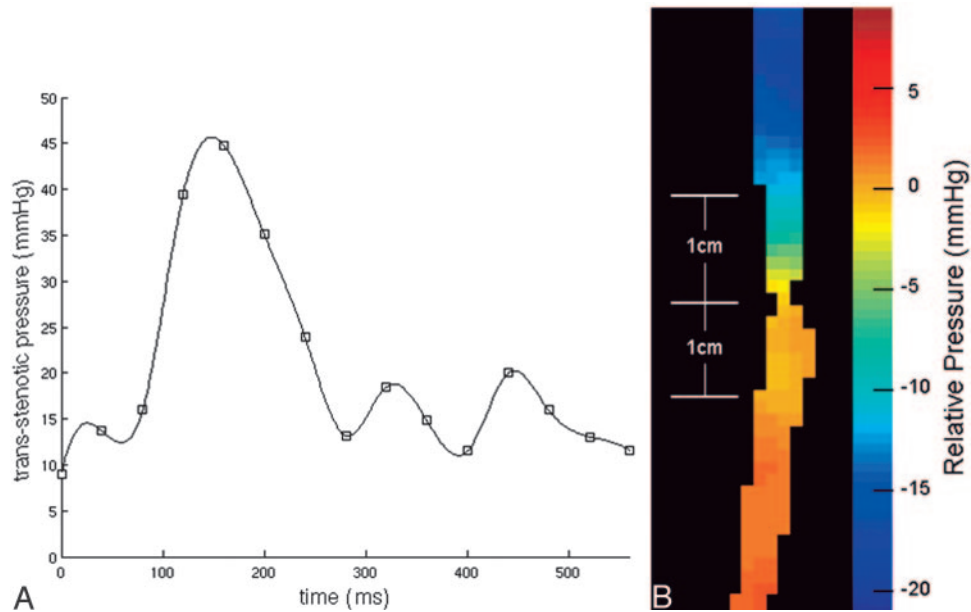 50
45
40
35
30
25
20
15
10
5
0
trans-stenotic pressure (mmHg)
0 100 200 300 400 500
time (ms)
A
1cm
1cm
B
5
0
-5
-10
-15
-20
Relative Pressure (mmHg)